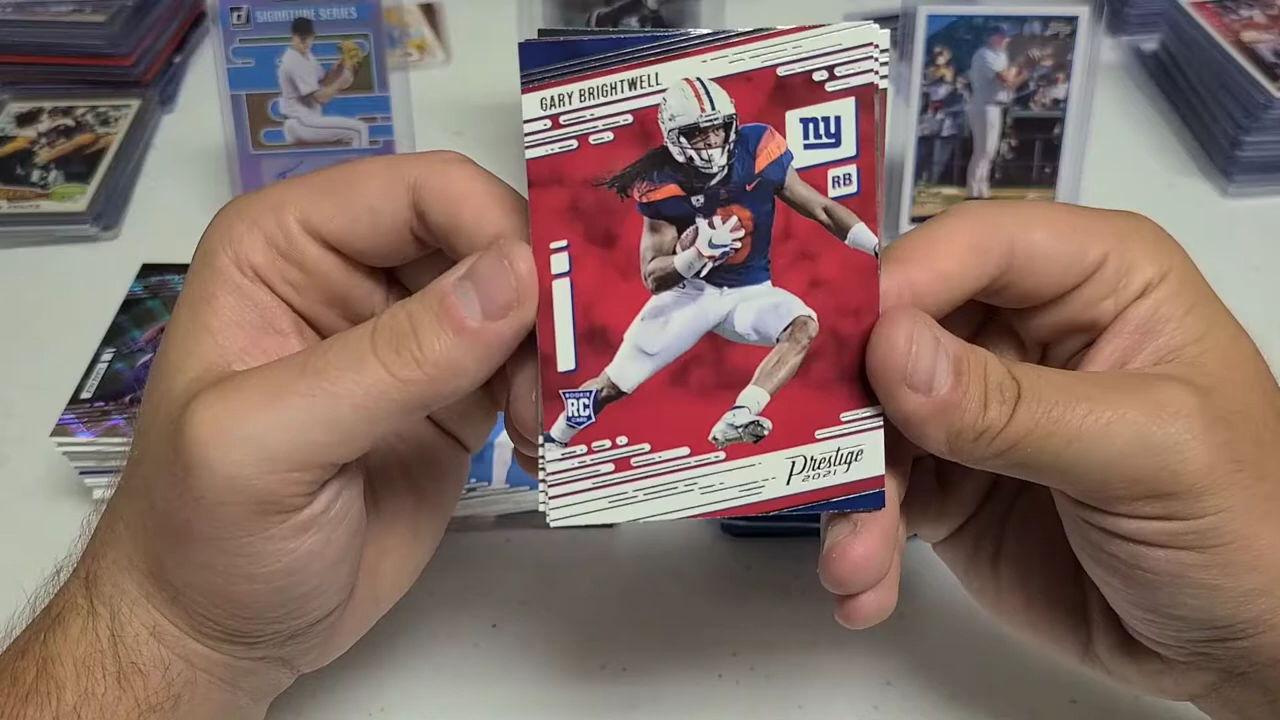 SIGNATURE SERIES
GARY BRIGHTWELL
ny
RB
ROOKIE
RC
CARD
Prestige
2021